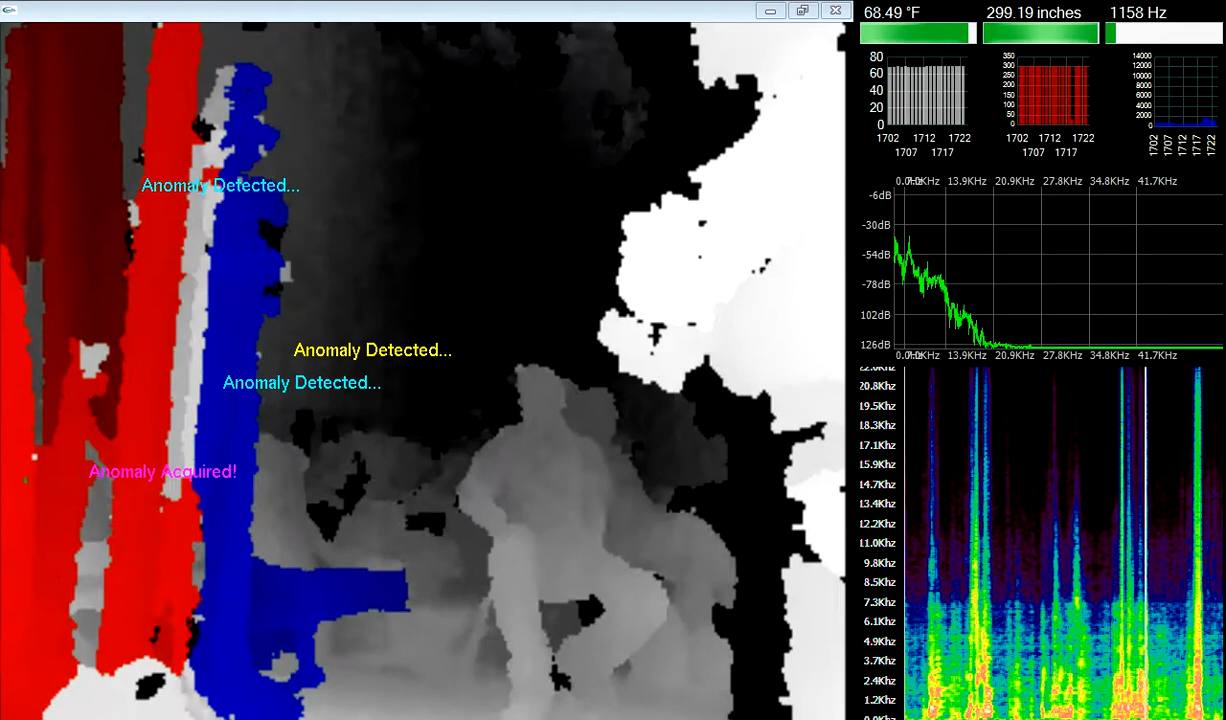 68.49 °F
299.19 inches
1158 Hz
80
60
40
20
0
1702
1712
1722
1707
1717
350
300
250
200
150
100
50
0
1702
1712
1722
1707
1717
14000
12000
10000
8000
6000
4000
2000
0
1702
1707
1712
1717
1722
Anomaly Detected...
Anomaly Detected...
Anomaly Detected...
Anomaly Acquired!
13.9KHz
20.9KHz
27.8KHz
34.8KHz
41.7KHz
-6dB
-30dB
-54dB
-78dB
102dB
126dB
13.9KHz
20.9KHz
27.8KHz
34.8KHz
41.7KHz
20.8Khz
19.5Khz
18.3Khz
17.1Khz
15.9Khz
14.7Khz
13.4Khz
12.2Khz
11.0Khz
9.8Khz
8.5Khz
7.3Khz
6.1Khz
4.9Khz
3.7Khz
2.4Khz
1.2Khz